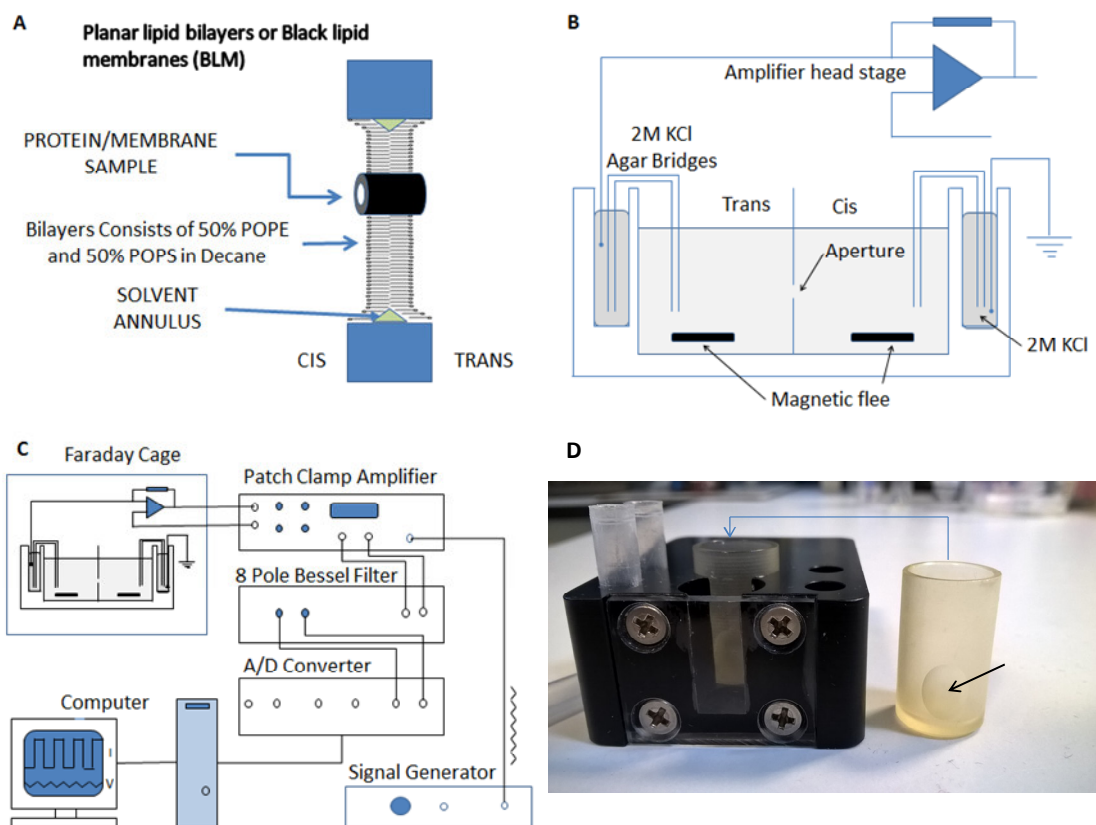 A
Planar lipid bilayers or Black lipid
membranes (BLM)
PROTEIN/MEMBRANE
SAMPLE
Bilayers Consists of 50% POPE
and 50% POPS in Decane
SOLVENT
ANNULUS
CIS
TRANS
B
Amplifier head stage
2M KCl
Agar Bridges
Trans
Cis
Aperture
2M KCl
Magnetic flee
C
Faraday Cage
Patch Clamp Amplifier
8 Pole Bessel Filter
A/D Converter
Computer
I
V
Signal Generator
D